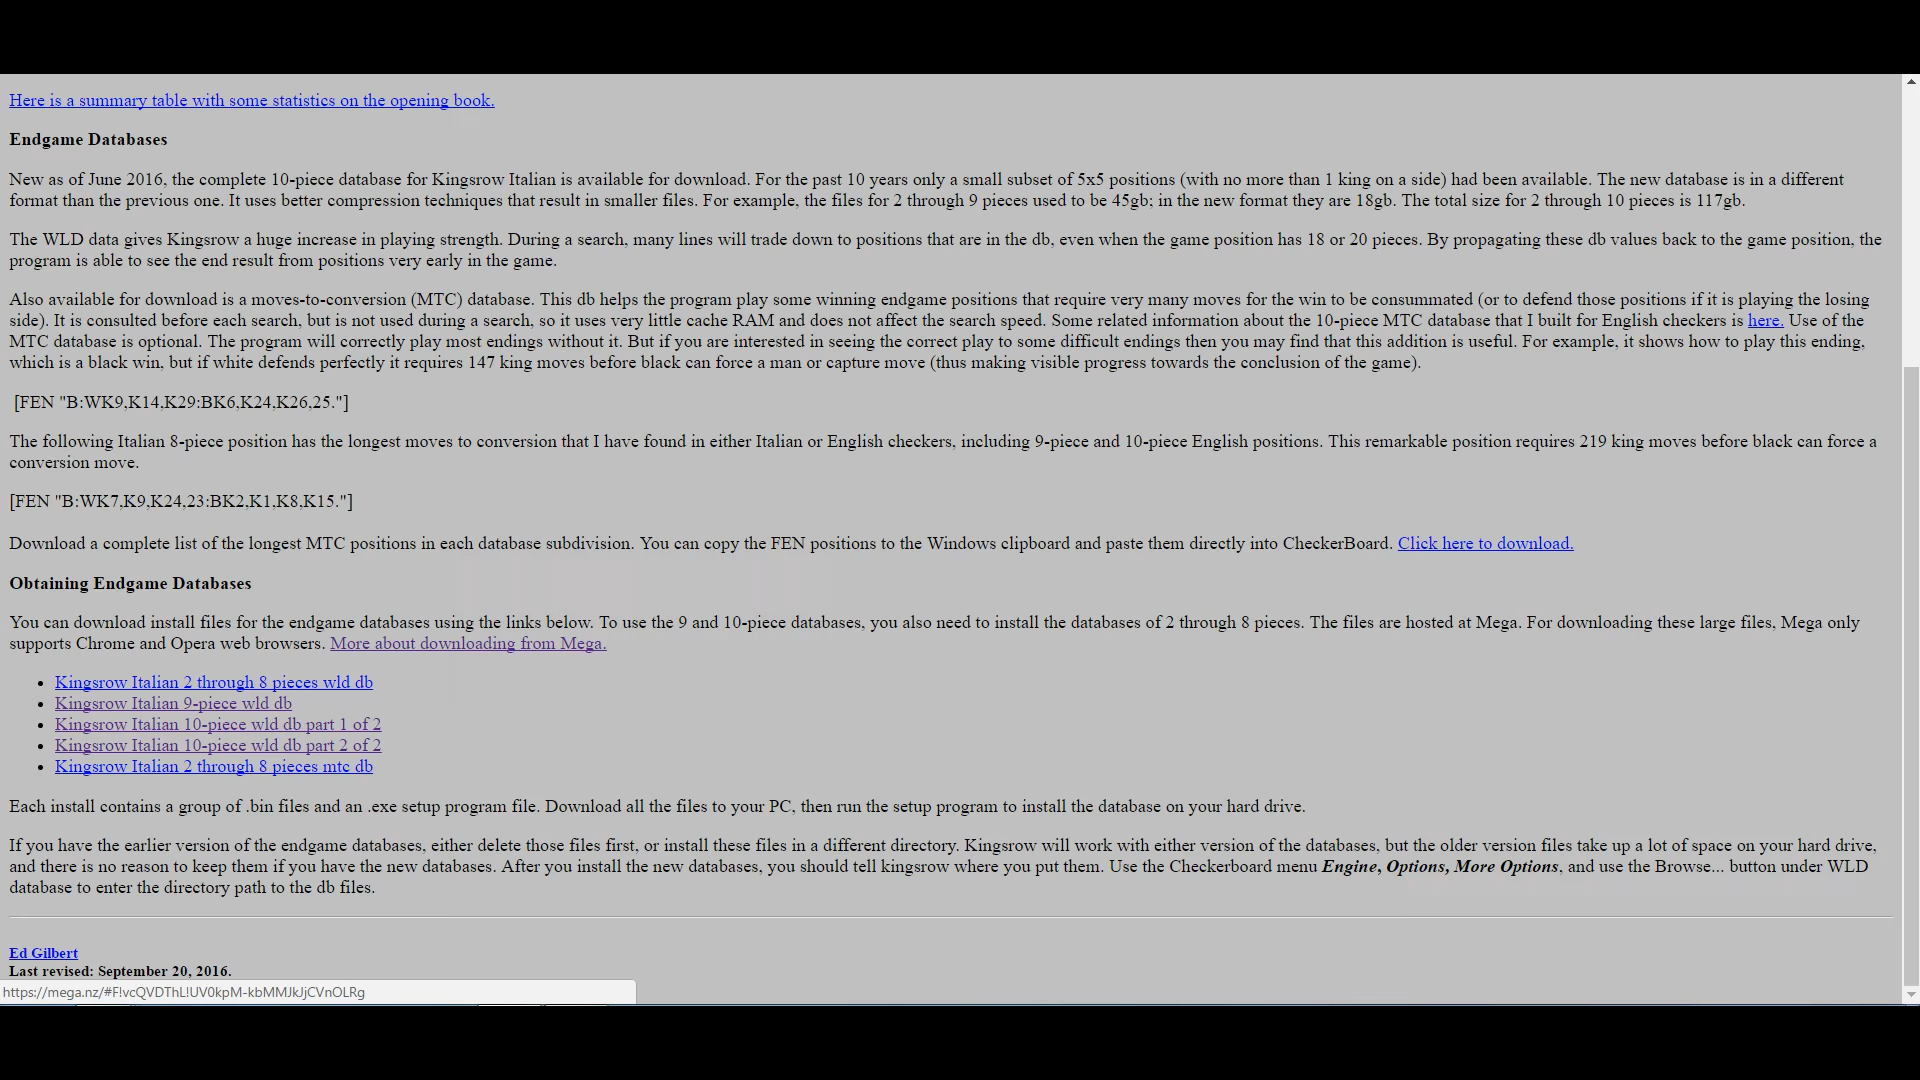 Here is a summary table with some statistics on the opening book.
Endgame Databases
New as of June 2016, the complete 10-piece database for Kingsrow Italian is available for download. For the past 10 years only a small subset of 5x5 positions (with no more than 1 king on a side) had been available. The new database is in a different
format than the previous one. It uses better compression techniques that result in smaller files. For example, the files for 2 through 9 pieces used to be 45gb; in the new format they are 18gb. The total size for 2 through 10 pieces is 117gb.
The WLD data gives Kingsrow a huge increase in playing strength. During a search, many lines will trade down to positions that are in the db, even when the game position has 18 or 20 pieces. By propagating these db values back to the game position, the
program is able to see the end result from positions very early in the game.
Also available for download is a moves-to-conversion (MTC) database. This db helps the program play some winning endgame positions that require very many moves for the win to be consummated (or to defend those positions if it is playing the losing
side). It is consulted before each search, but is not used during a search, so it uses very little cache RAM and does not affect the search speed. Some related information about the 10-piece MTC database that I built for English checkers is here. Use of the
MTC database is optional. The program will correctly play most endings without it. But if you are interested in seeing the correct play to some difficult endings then you may find that this addition is useful. For example, it shows how to play this ending,
which is a black win, but if white defends perfectly it requires 147 king moves before black can force a man or capture move (thus making visible progress towards the conclusion of the game).
[FEN "B:WK9,K14,K29:BK6,K24,K26,25."]
The following Italian 8-piece position has the longest moves to conversion that I have found in either Italian or English checkers, including 9-piece and 10-piece English positions. This remarkable position requires 219 king moves before black can force a
conversion move.
[FEN "B:WK7,K9,K24,23:BK2,K1,K8,K15."]
Download a complete list of the longest MTC positions in each database subdivision. You can copy the FEN positions to the Windows clipboard and paste them directly into CheckerBoard. Click here to download.
Obtaining Endgame Databases
You can download install files for the endgame databases using the links below. To use the 9 and 10-piece databases, you also need to install the databases of 2 through 8 pieces. The files are hosted at Mega. For downloading these large files, Mega only
supports Chrome and Opera web browsers. More about downloading from Mega.
• Kingsrow Italian 2 through 8 pieces wld db
• Kingsrow Italian 9-piece wld db
• Kingsrow Italian 10-piece wld db part 1 of 2
• Kingsrow Italian 10-piece wld db part 2 of 2
• Kingsrow Italian 2 through 8 pieces mtc db
Each install contains a group of .bin files and an .exe setup program file. Download all the files to your PC, then run the setup program to install the database on your hard drive.
If you have the earlier version of the endgame databases, either delete those files first, or install these files in a different directory. Kingsrow will work with either version of the databases, but the older version files take up a lot of space on your hard drive,
and there is no reason to keep them if you have the new databases. After you install the new databases, you should tell kingsrow where you put them. Use the Checkerboard menu Engine, Options, More Options, and use the Browse... button under WLD
database to enter the directory path to the db files.
Ed Gilbert
Last revised: September 20, 2016.
https://mega.nz/#F!vcQVDThL!UV0kpM-kbMMJkJjCVnOLRg